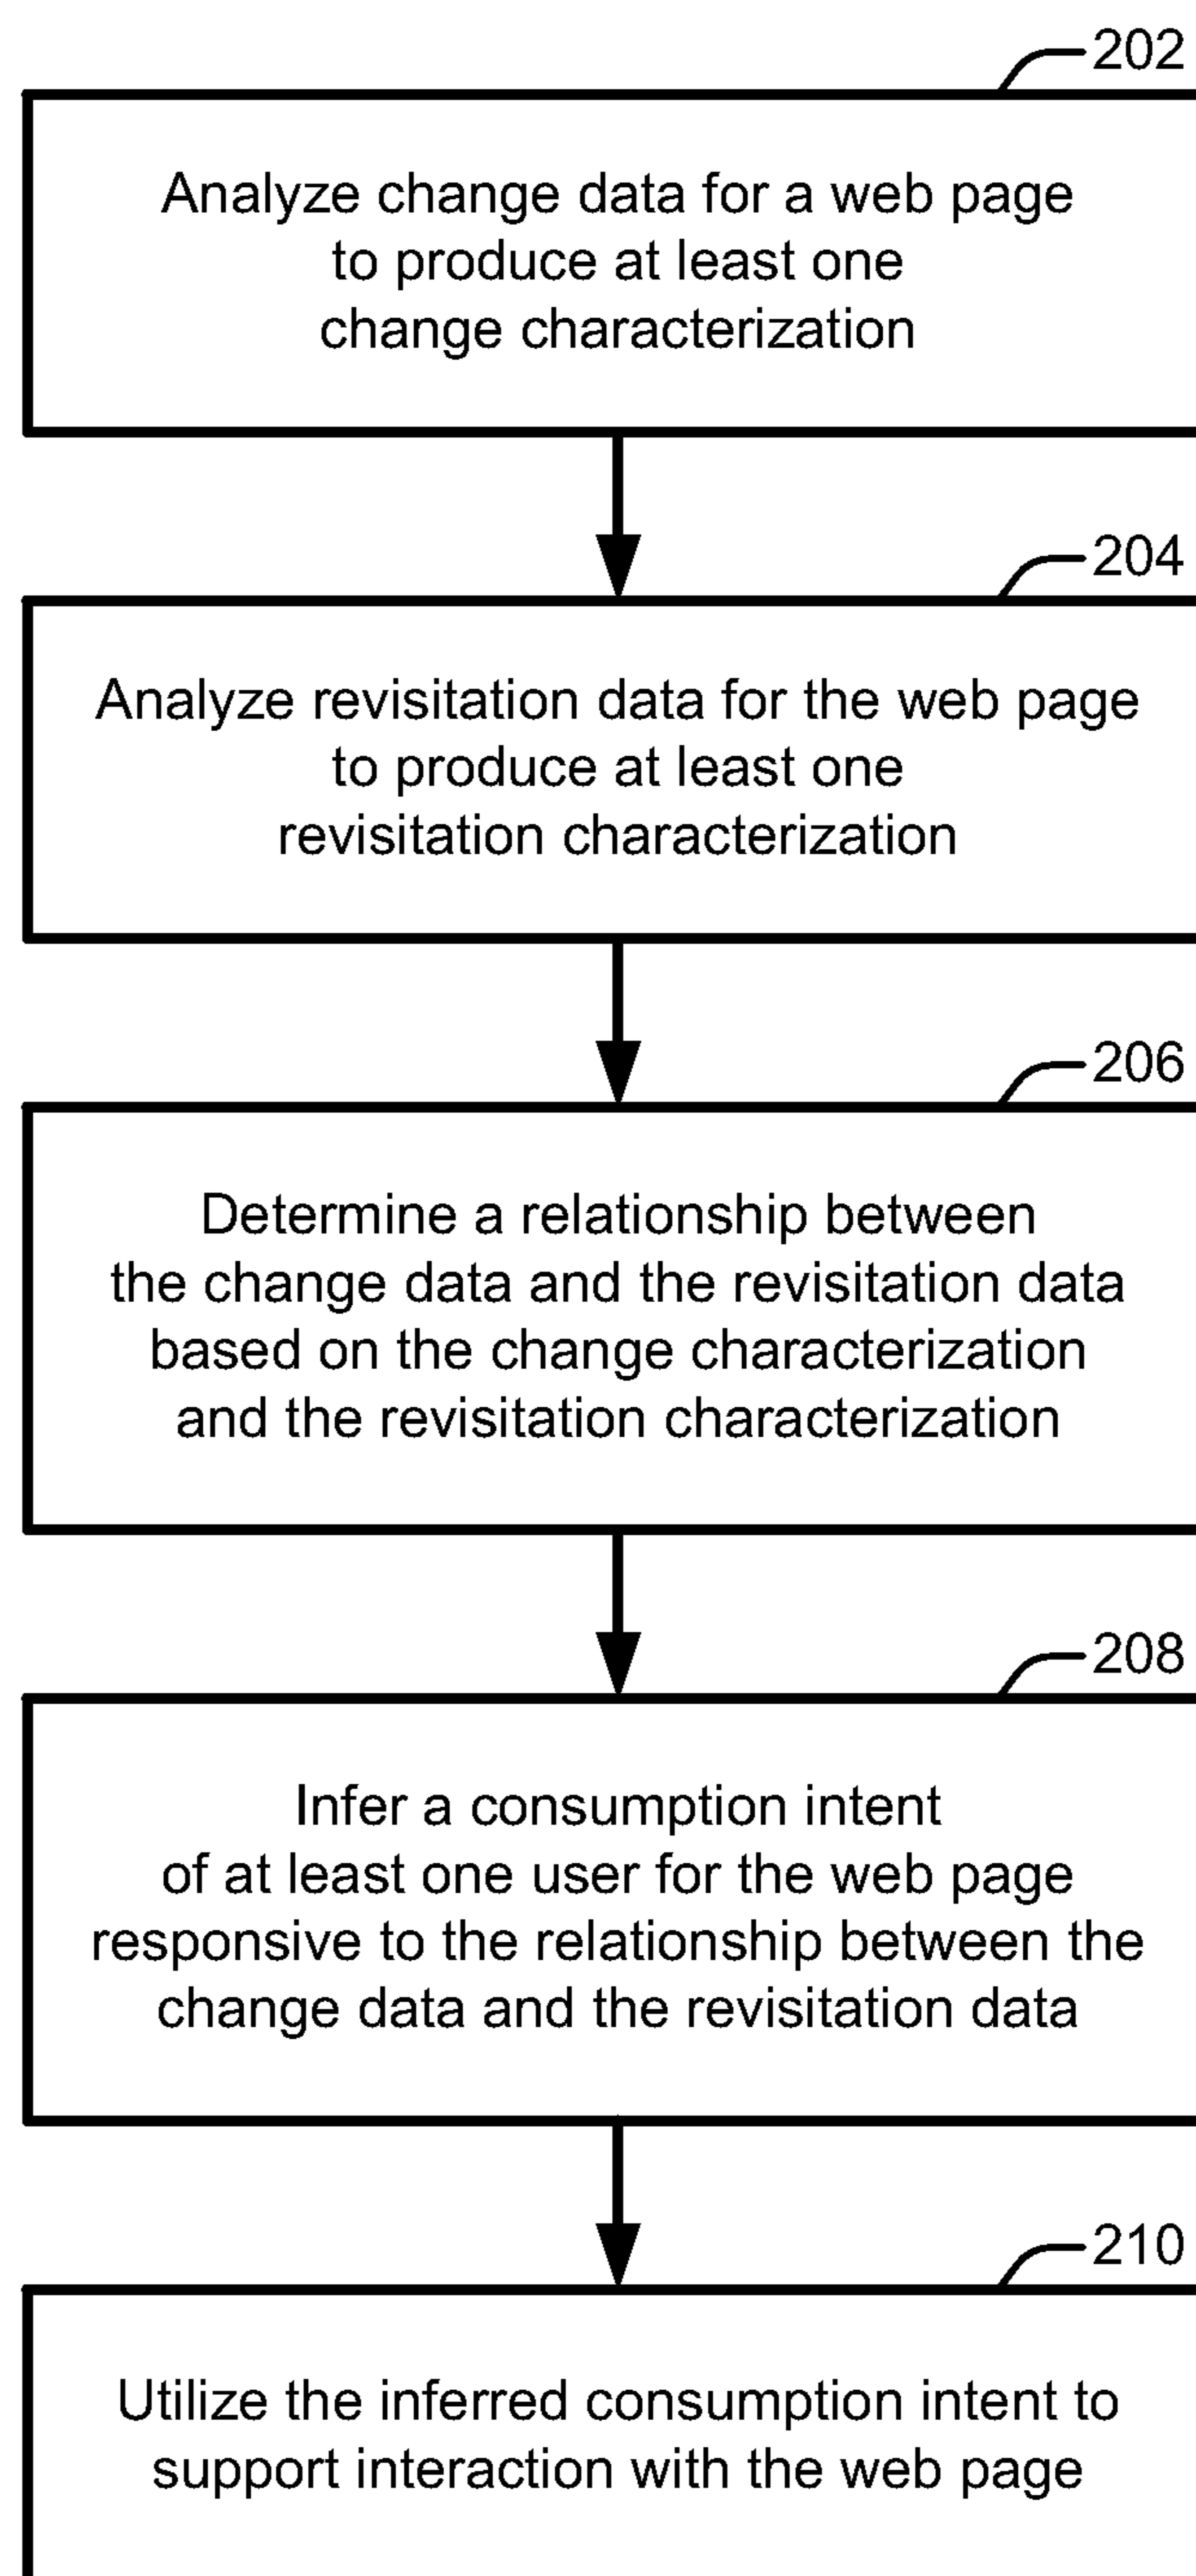 202
Analyze change data for a web page
to produce at least one
change characterization
204
Analyze revisitation data for the web page
to produce at least one
revisitation characterization
206
Determine a relationship between
the change data and the revisitation data
based on the change characterization
and the revisitation characterization
208
Infer a consumption intent
of at least one user for the web page
responsive to the relationship between the
change data and the revisitation data
210
Utilize the inferred consumption intent to
support interaction with the web page